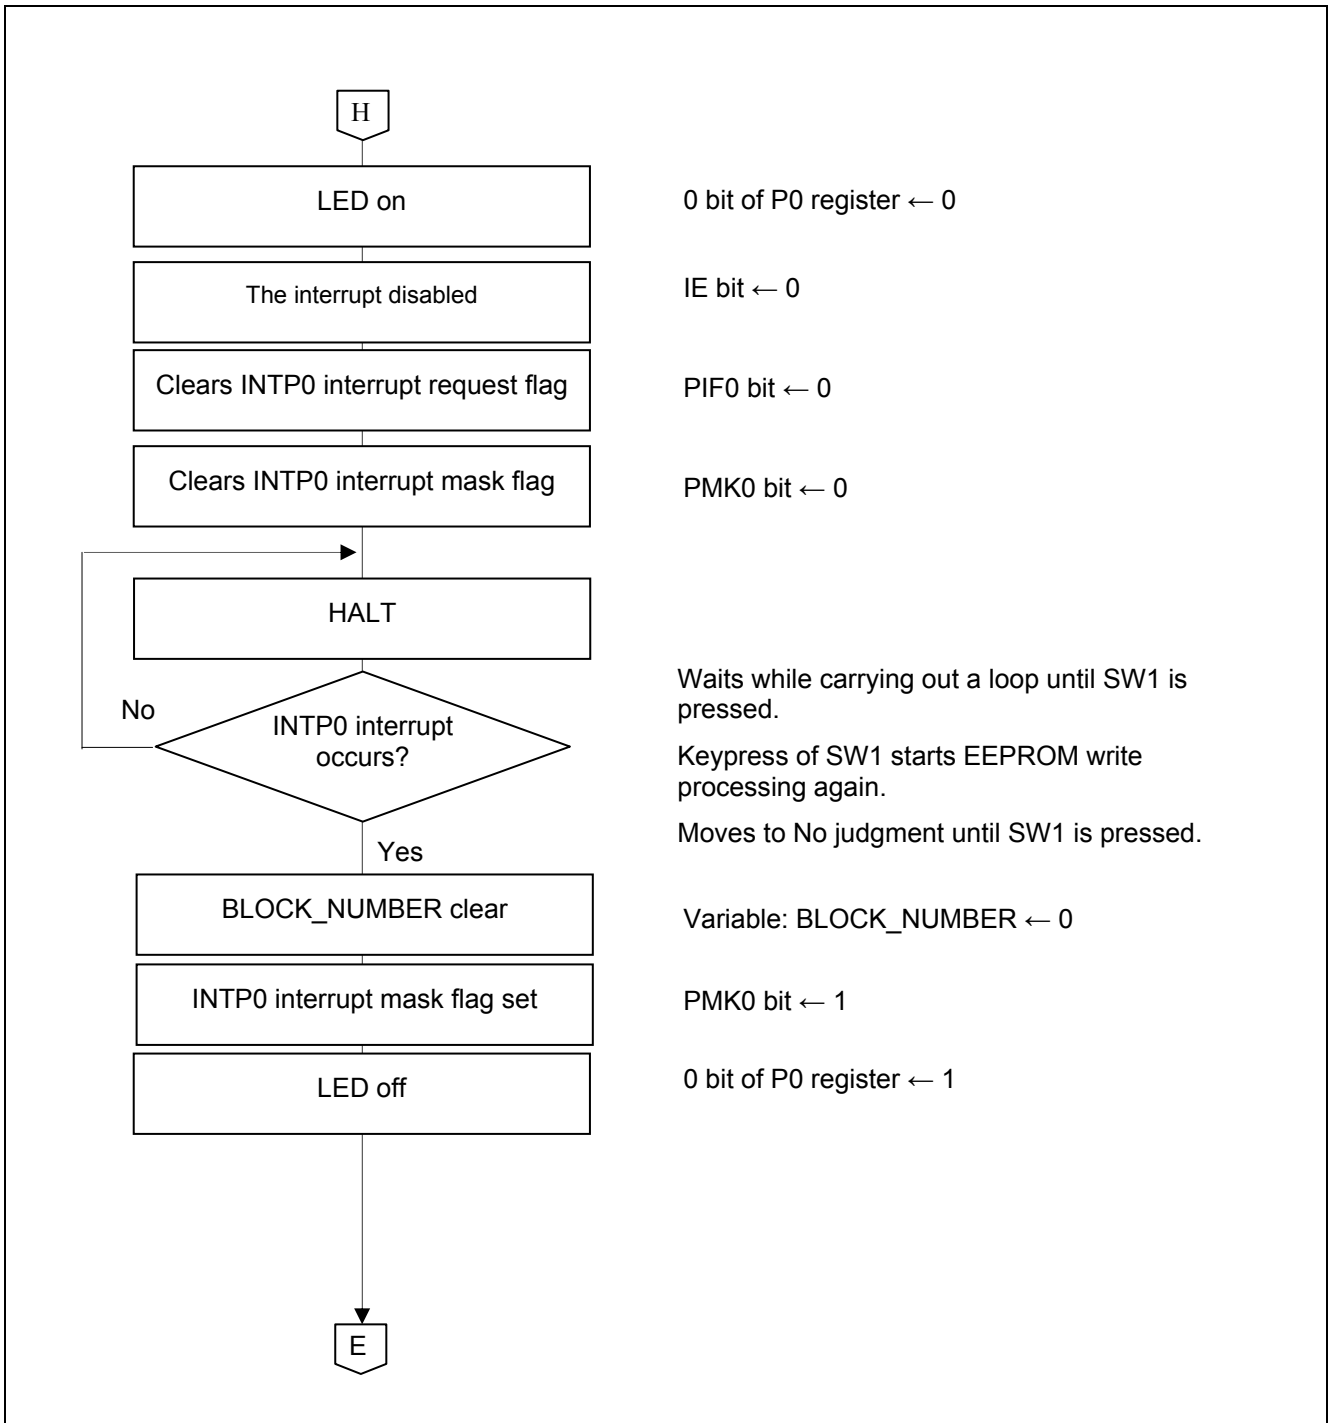 H
LED on
0 bit of P0 register ← 0
The interrupt disabled
IE bit ← 0
Clears INTP0 interrupt request flag
PIF0 bit ← 0
Clears INTP0 interrupt mask flag
PMK0 bit ← 0
HALT
No
INTP0 interrupt
occurs?
Waits while carrying out a loop until SW1 is
pressed.
Keypress of SW1 starts EEPROM write
processing again.
Moves to No judgment until SW1 is pressed.
Yes
BLOCK_NUMBER clear
Variable: BLOCK_NUMBER ← 0
INTP0 interrupt mask flag set
PMK0 bit ← 1
LED off
0 bit of P0 register ← 1
E